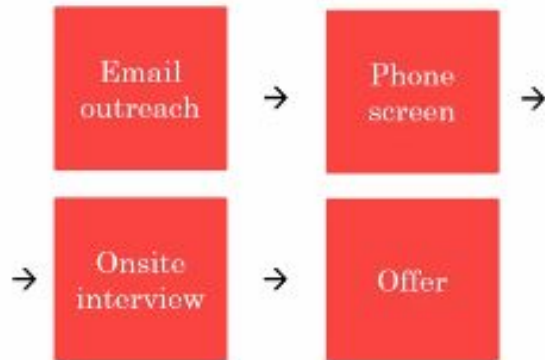 Email
outreach
Phone
screen
Onsite
interview
Offer